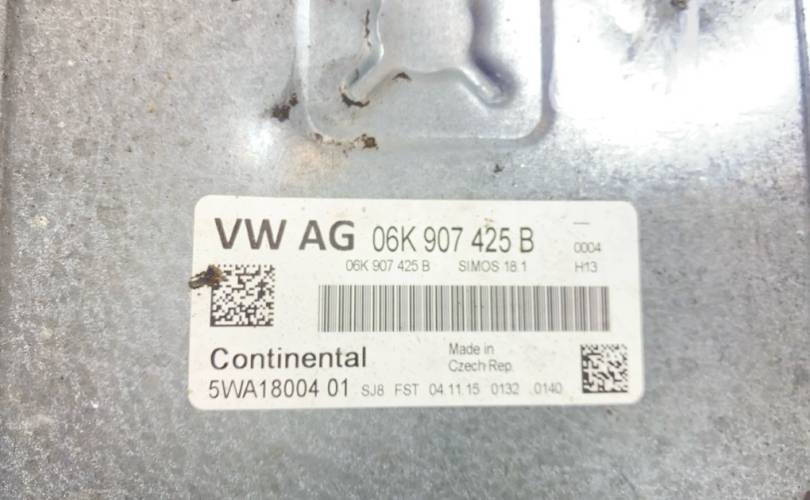 VW AG 06K 907 425 B 0004
06K 907 425 B SIMOS 18.1 H13
Continental Made in
Czech Rep.
5WA18004 01 SJ8 FST 04.11.15 0132 0140